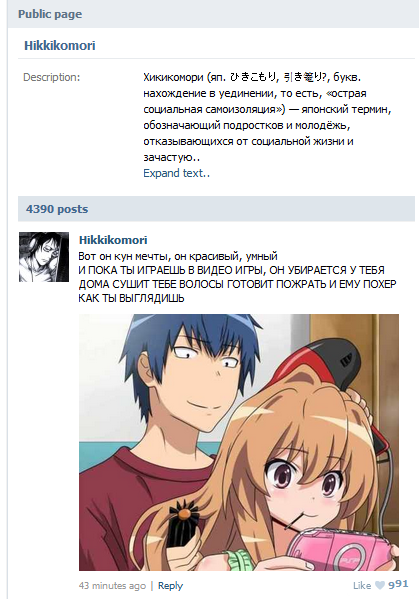 Public page
Hikkikomori
Description:
Хикикомори (яп. ひきこもり, 引き篭り?, букв.
нахождение в уединении, то есть, «острая
социальная самоизоляция») — японский термин,
обозначающий подростков и молодёжь,
отказывающихся от социальной жизни и
зачастую..
Expand text..
4390 posts
Hikkikomori
Вот он кун мечты, он красивый, умный
И ПОКА ТЫ ИГРАЕШЬ В ВИДЕО ИГРЫ, ОН УБИРАЕТСЯ У ТЕБЯ
ДОМА СУШИТ ТЕБЕ ВОЛОСЫ ГОТОВИТ ПОЖРАТЬ И ЕМУ ПОХЕР
КАК ТЫ ВЫГЛЯДИШЬ
PSP
43 minutes ago | Reply
Like 991